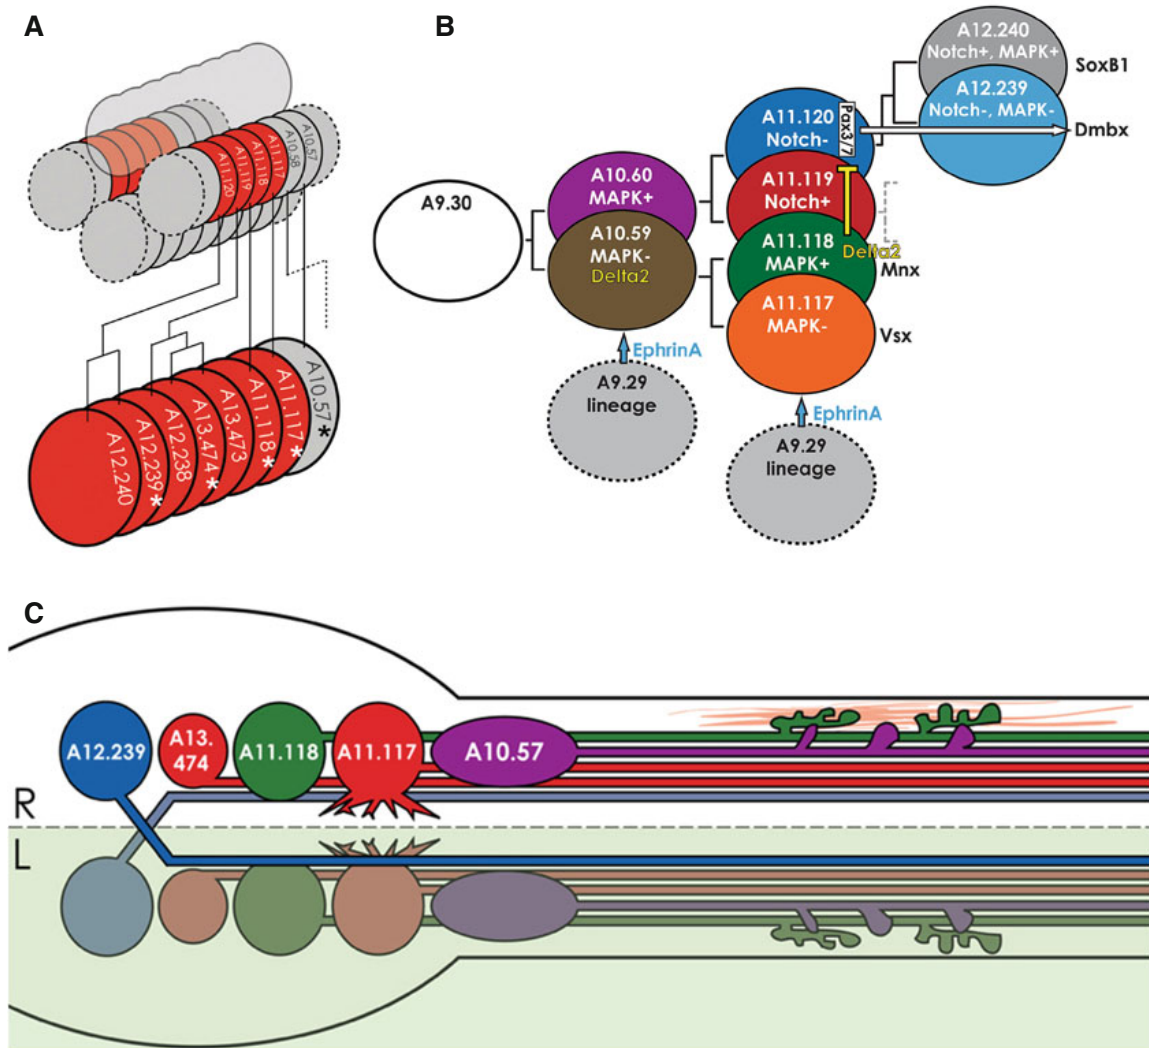 A
A11.120
A11.119
A11.118
A11.117
A10.58
A10.57
A12.240
A12.239*
A12.238
A13.474*
A13.473
A11.118*
A11.117*
A10.57*
B
A9.30
A10.60
MAPK+
A10.59
MAPK-
Delta2
EphrinA
A9.29
lineage
A11.120
Notch-
Pax3/7
A11.119
Notch+
A11.118
MAPK+
Delta2
Mnx
A11.117
MAPK-
Vsx
EphrinA
A9.29
lineage
A12.240
Notch+, MAPK+
SoxB1
A12.239
Notch-, MAPK-
Dmbx
C
A12.239
A13.
474
A11.118
A11.117
A10.57
R
L